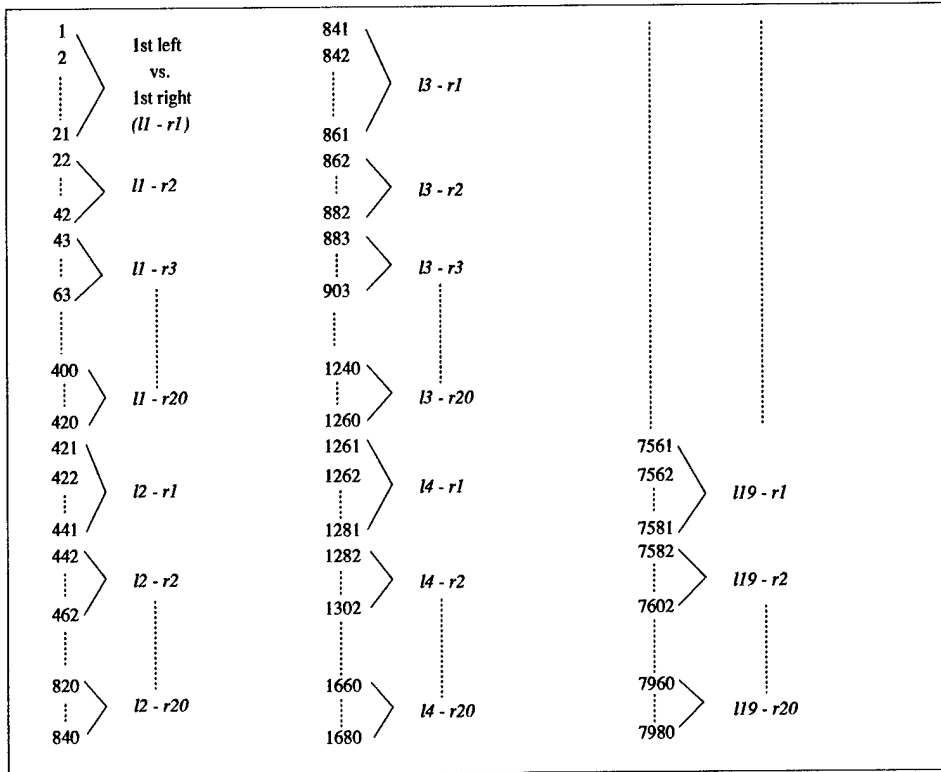 1
2
21
1st left
vs.
1st right
(l1 - r1)
22
42
l1 - r2
43
63
l1 - r3
400
420
l1 - r20
421
422
441
l2 - r1
442
462
l2 - r2
820
840
l2 - r20
841
842
861
l3 - r1
862
882
l3 - r2
883
903
l3 - r3
1240
1260
l3 - r20
1261
1262
1281
l4 - r1
1282
1302
l4 - r2
1660
1680
l4 - r20
7561
7562
7581
l19 - r1
7582
7602
l19 - r2
7960
7980
l19 - r20